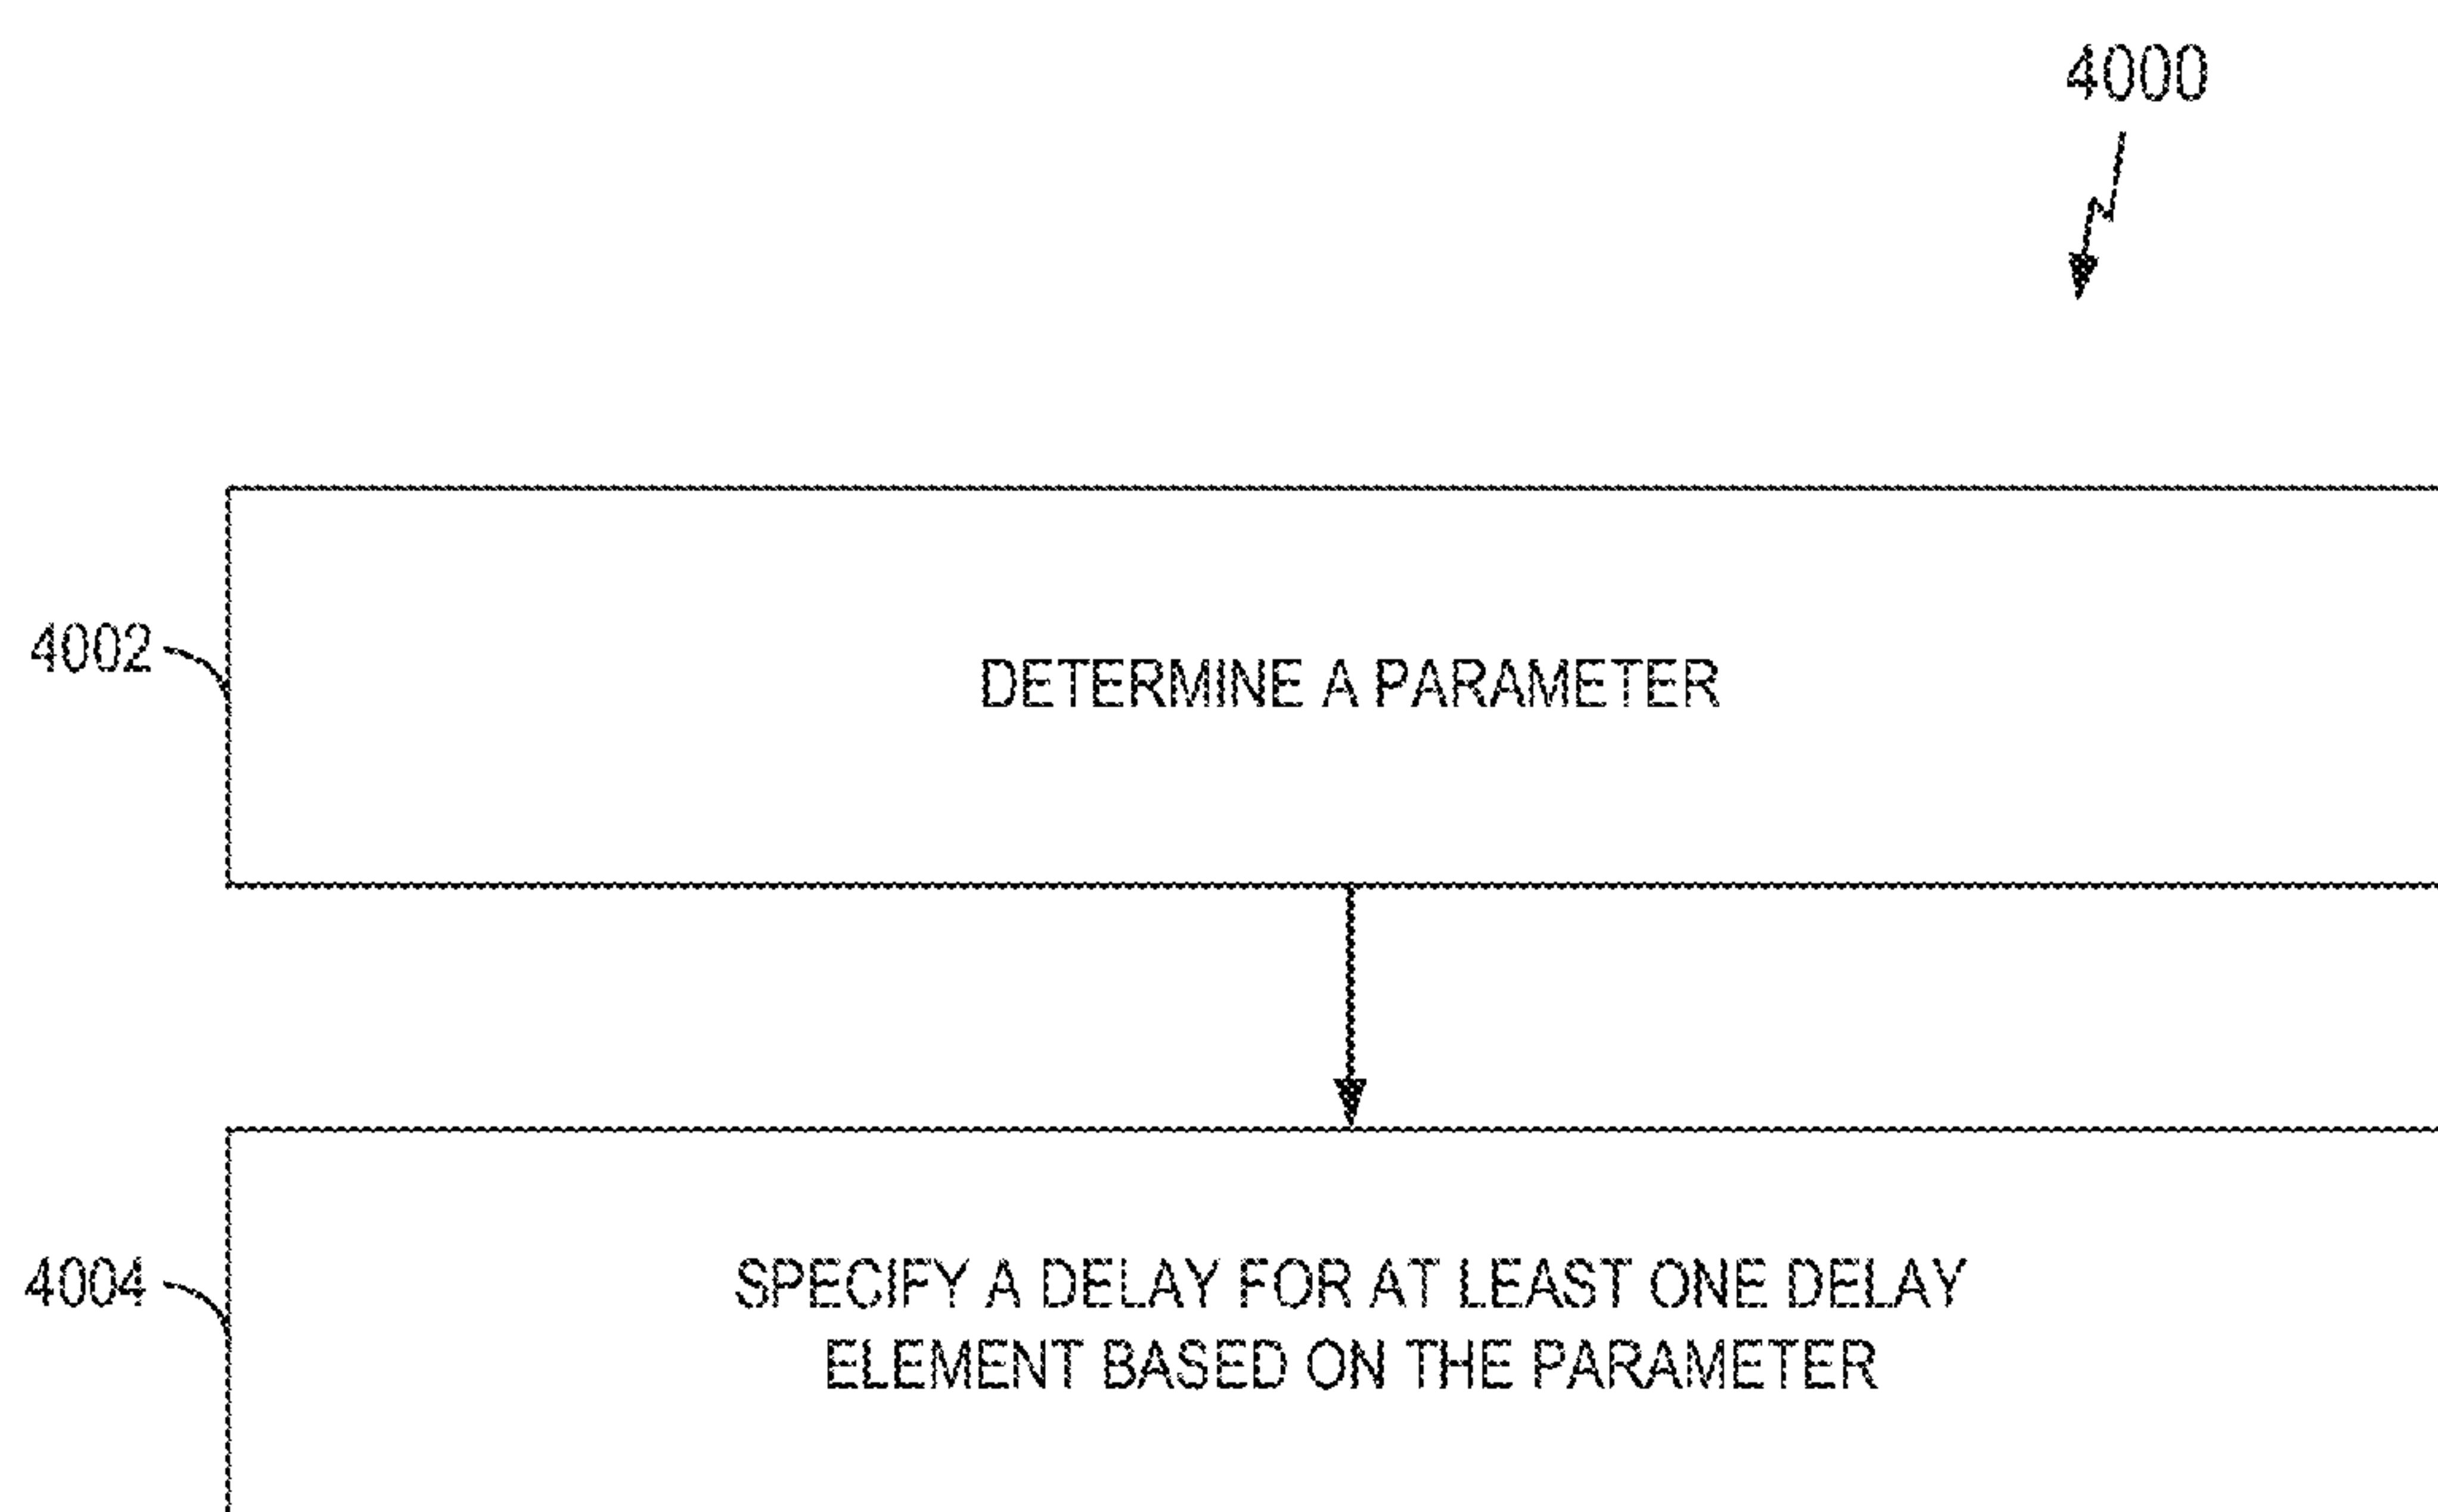 4000
4002
DETERMINE A PARAMETER
4004
SPECIFY A DELAY FOR AT LEAST ONE DELAY
ELEMENT BASED ON THE PARAMETER